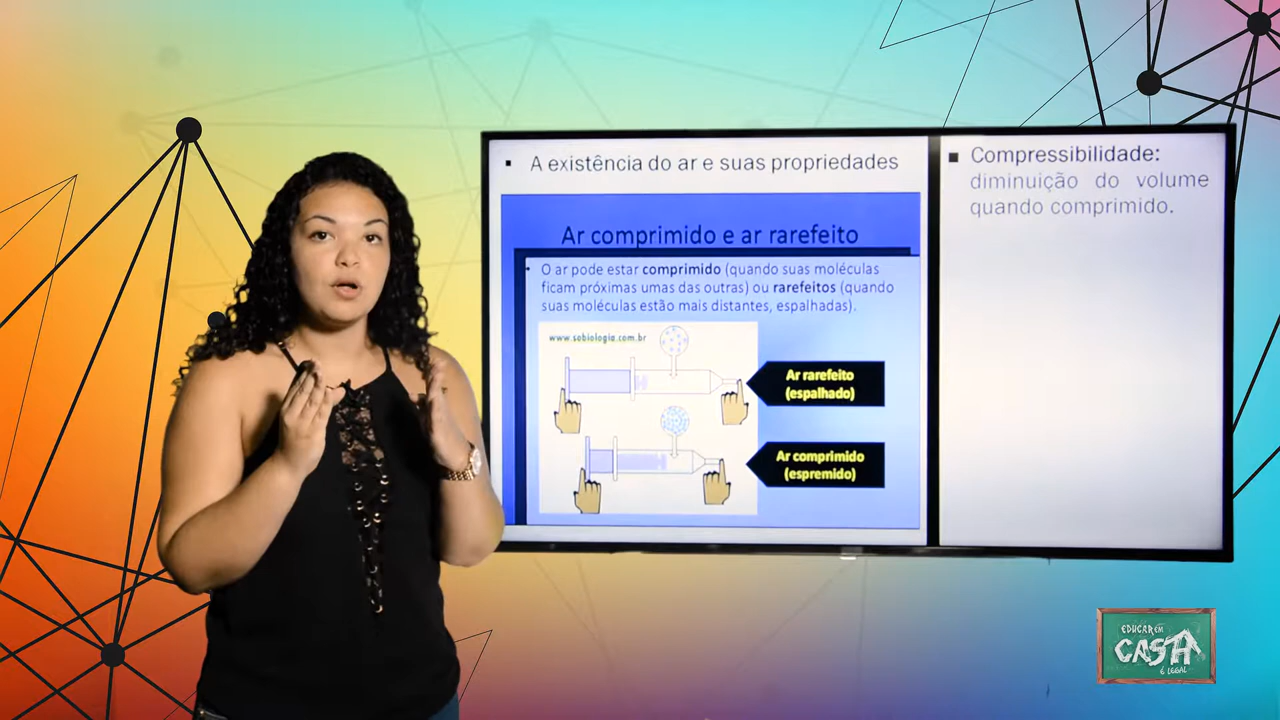 A existência do ar e suas propriedades
Ar comprimido e ar rarefeito
O ar pode estar comprimido (quando suas moléculas
ficam próximas umas das outras) ou rarefeitos (quando
suas moléculas estão mais distantes, espalhadas).
www.sobiologia.com.br
Ar rarefeito
(espalhado)
Ar comprimido
(espremido)
Compressibilidade:
diminuição do volume
quando comprimido.
EDUCAR EM
CASA
É LEGAL